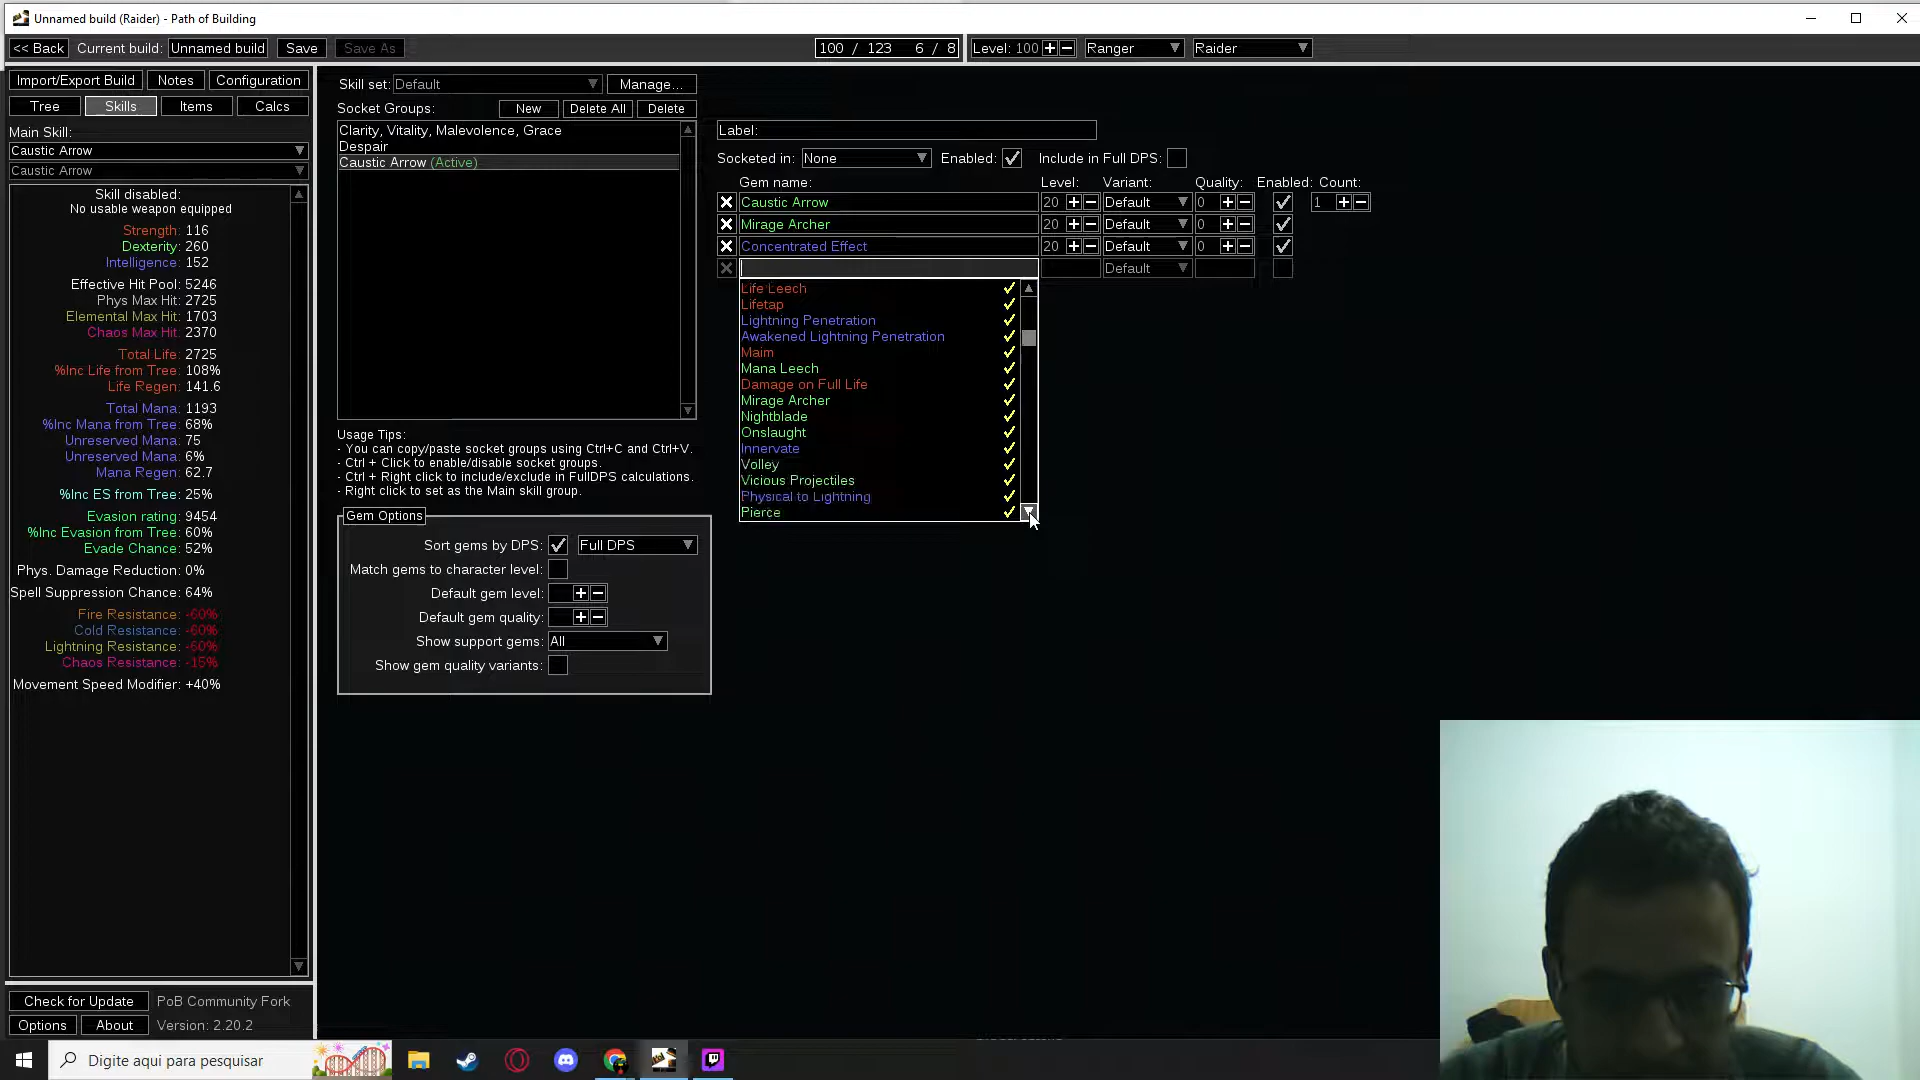 Unnamed build (Raider) - Path of Building
<< Back Current build: Unnamed build Save Save As 100 / 123 6 / 8 Level: 100 Ranger Raider
Import/Export Build Notes Configuration
Tree Skills Items Calcs
Main Skill:
Caustic Arrow
Caustic Arrow
Skill disabled:
No usable weapon equipped
Strength: 116
Dexterity: 260
Intelligence: 152
Effective Hit Pool: 5246
Phys Max Hit: 2725
Elemental Max Hit: 1703
Chaos Max Hit: 2370
Total Life: 2725
%Inc Life from Tree: 108%
Life Regen: 141.6
Total Mana: 1193
%Inc Mana from Tree: 68%
Unreserved Mana: 75
Unreserved Mana: 6%
Mana Regen: 62.7
%Inc ES from Tree: 25%
Evasion rating: 9454
%Inc Evasion from Tree: 60%
Evade Chance: 52%
Phys. Damage Reduction: 0%
Spell Suppression Chance: 64%
Fire Resistance: -60%
Cold Resistance: -60%
Lightning Resistance: -60%
Chaos Resistance: -15%
Movement Speed Modifier: +40%
Check for Update PoB Community Fork
Options About Version: 2.20.2
Skill set: Default Manage...
Socket Groups: New Delete All Delete
Clarity, Vitality, Malevolence, Grace
Despair
Caustic Arrow (Active)
Usage Tips:
- You can copy/paste socket groups using Ctrl+C and Ctrl+V.
- Ctrl + Click to enable/disable socket groups.
- Ctrl + Right click to include/exclude in FullDPS calculations.
- Right click to set as the Main skill group.
Gem Options
Sort gems by DPS: Full DPS
Match gems to character level:
Default gem level:
Default gem quality:
Show support gems: All
Show gem quality variants:
Label:
Socketed in: None Enabled: Include in Full DPS:
Gem name: Level: Variant: Quality: Enabled: Count:
Caustic Arrow 20 Default 0 1
Mirage Archer 20 Default 0
Concentrated Effect 20 Default 0
Default
Life Leech
Lifetap
Lightning Penetration
Awakened Lightning Penetration
Maim
Mana Leech
Damage on Full Life
Mirage Archer
Nightblade
Onslaught
Innervate
Volley
Vicious Projectiles
Physical to Lightning
Pierce
Digite aqui para pesquisar